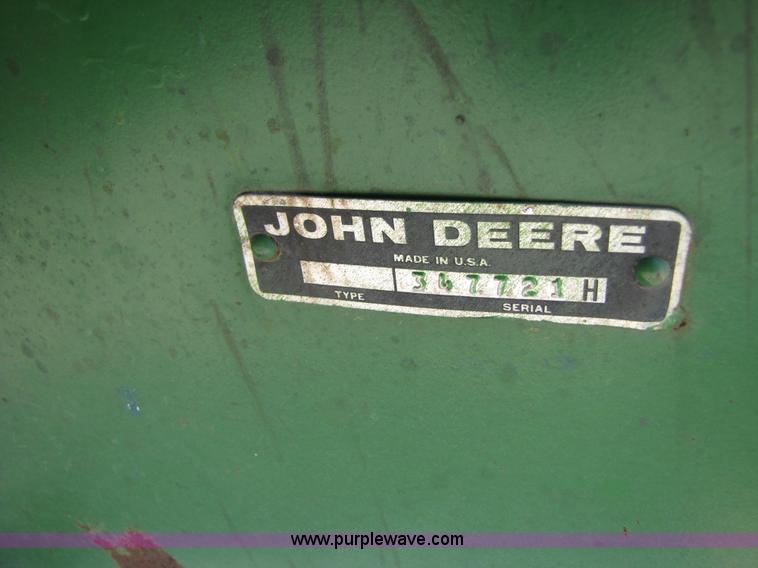 JOHN DEERE
MADE IN U.S.A.
347721 H
TYPE SERIAL
www.purplewave.com